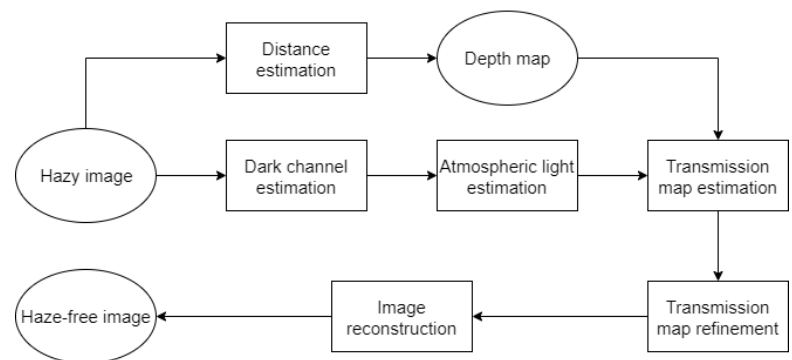 Distance
estimation
Depth map
Hazy image
Dark channel
estimation
Atmospheric light
estimation
Transmission
map estimation
Haze-free image
Image
reconstruction
Transmission
map refinement